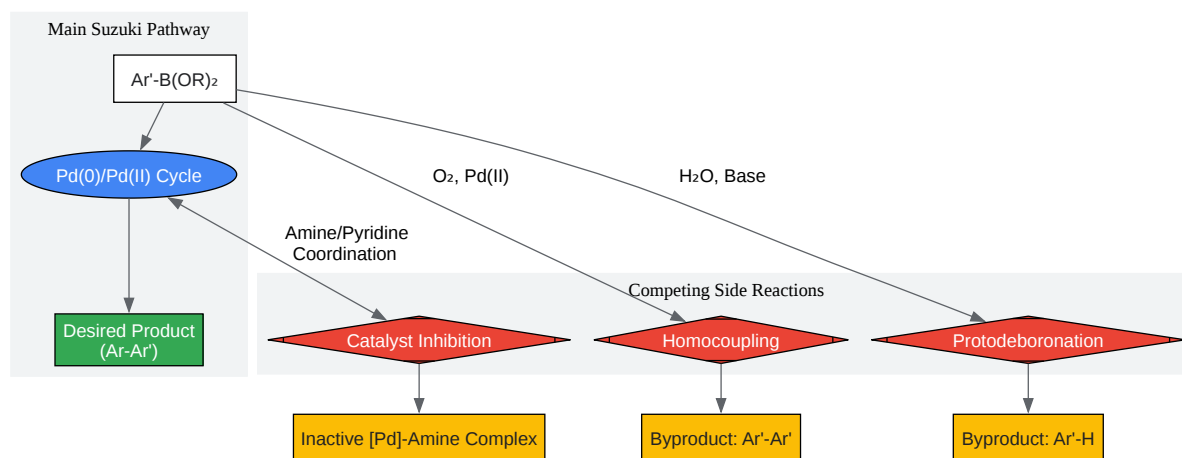 Main Suzuki Pathway
Ar'-B(OR)₂
Pd(0)/Pd(II) Cycle
O₂, Pd(II)
H₂O, Base
Amine/Pyridine
Coordination
Competing Side Reactions
Desired Product
(Ar-Ar')
Catalyst Inhibition
Homocoupling
Protodeboronation
Inactive [Pd]-Amine Complex
Byproduct: Ar'-Ar'
Byproduct: Ar'-H